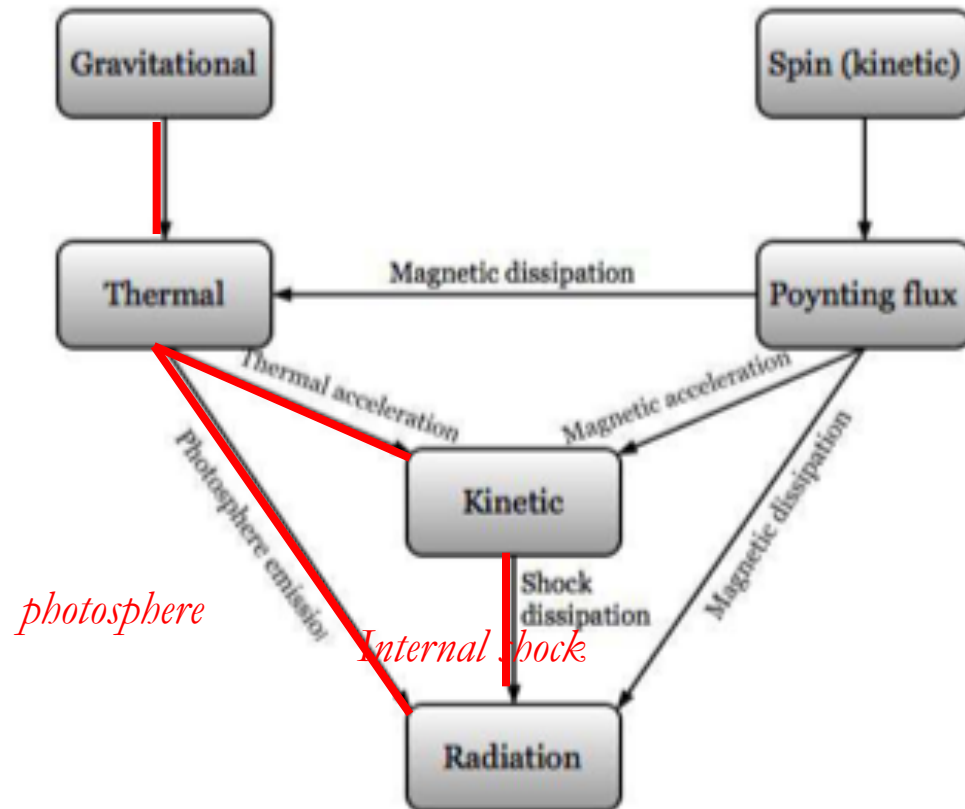 Gravitational
Spin (kinetic)
Magnetic dissipation
Thermal
Poynting flux
Thermal acceleration
Magnetic acceleration
Photosphere emission
Kinetic
Magnetic dissipation
Shock
dissipation
photosphere
Internal shock
Radiation